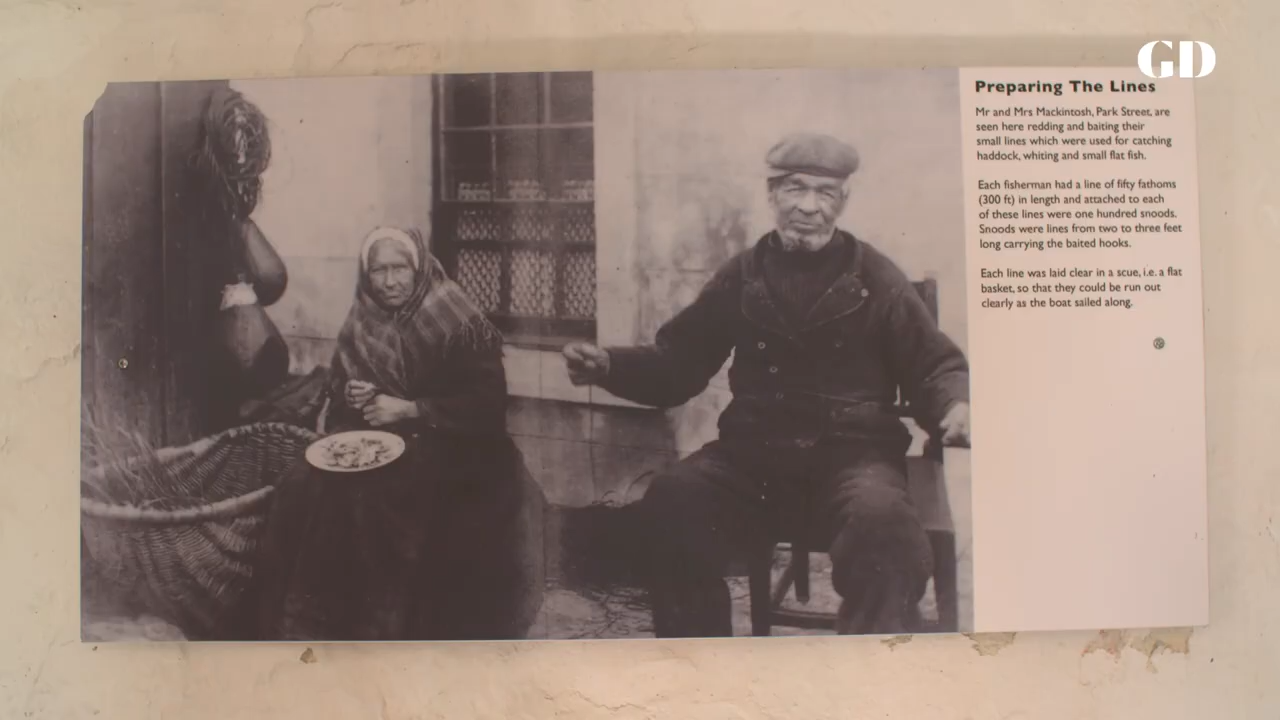 GD
Preparing The Lines
Mr and Mrs Mackintosh, Park Street, are
seen here redding and baiting their
small lines which were used for catching
haddock, whiting and small flat fish.
Each fisherman had a line of fifty fathoms
(300 ft) in length and attached to each
of these lines were one hundred snoods.
Snoods were lines from two to three feet
long carrying the baited hooks.
Each line was laid clear in a scue, i.e. a flat
basket, so that they could be run out
clearly as the boat sailed along.